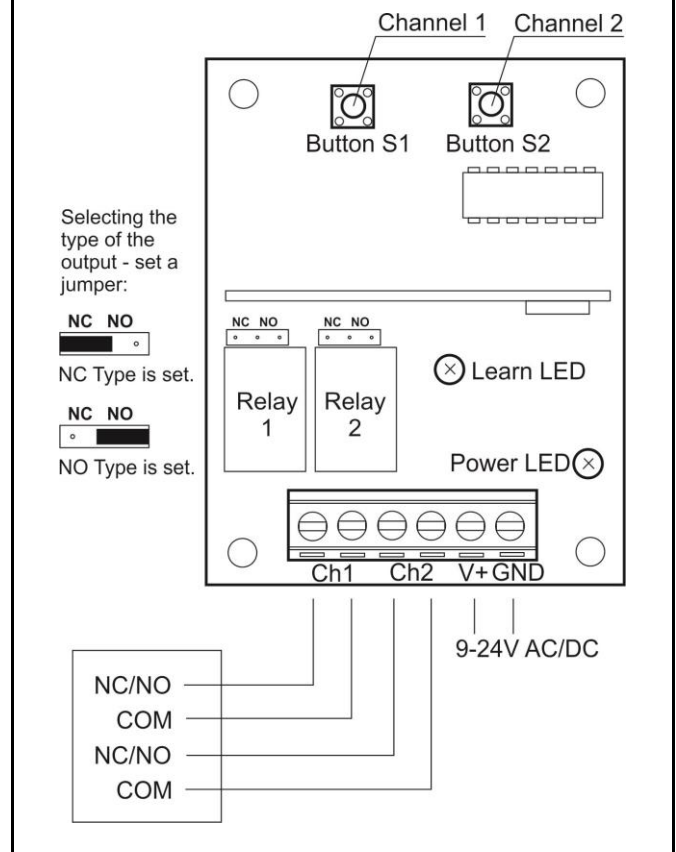 Channel 1 Channel 2
Button S1 Button S2
Selecting the
type of the
output - set a
jumper:
NC NO
NC Type is set.
NC NO
NO Type is set.
NC NO NC NO
Relay
1
Relay
2
Learn LED
Power LED
Ch1 Ch2 V+ GND
9-24V AC/DC
NC/NO
COM
NC/NO
COM